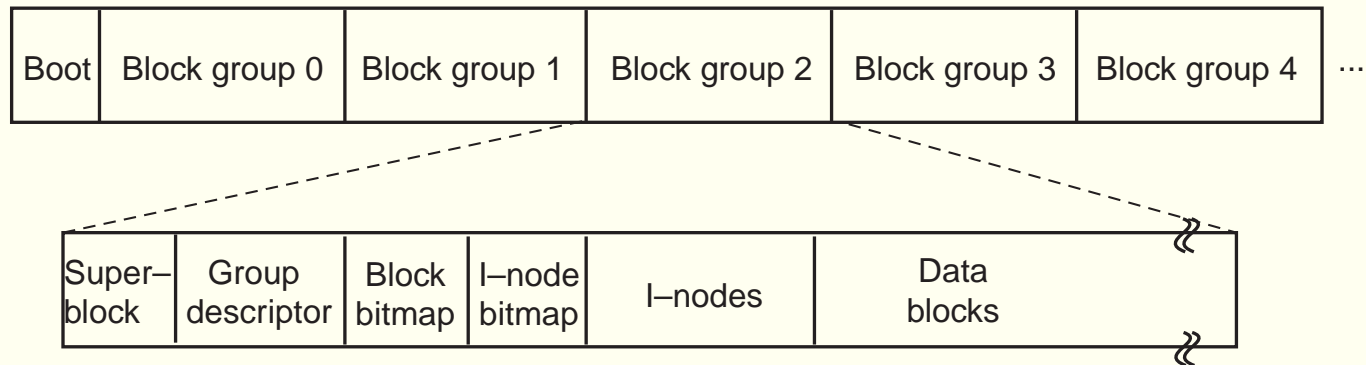 Boot Block group 0 Block group 1 Block group 2 Block group 3 Block group 4 ...
Super–
block
Group
descriptor
Block
bitmap
I–node
bitmap
I–nodes
Data
blocks